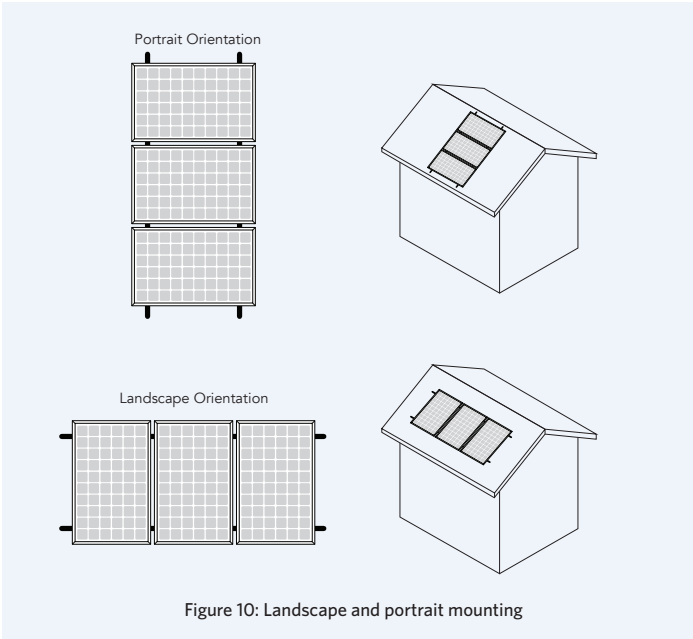 Portrait Orientation
Landscape Orientation
Figure 10: Landscape and portrait mounting